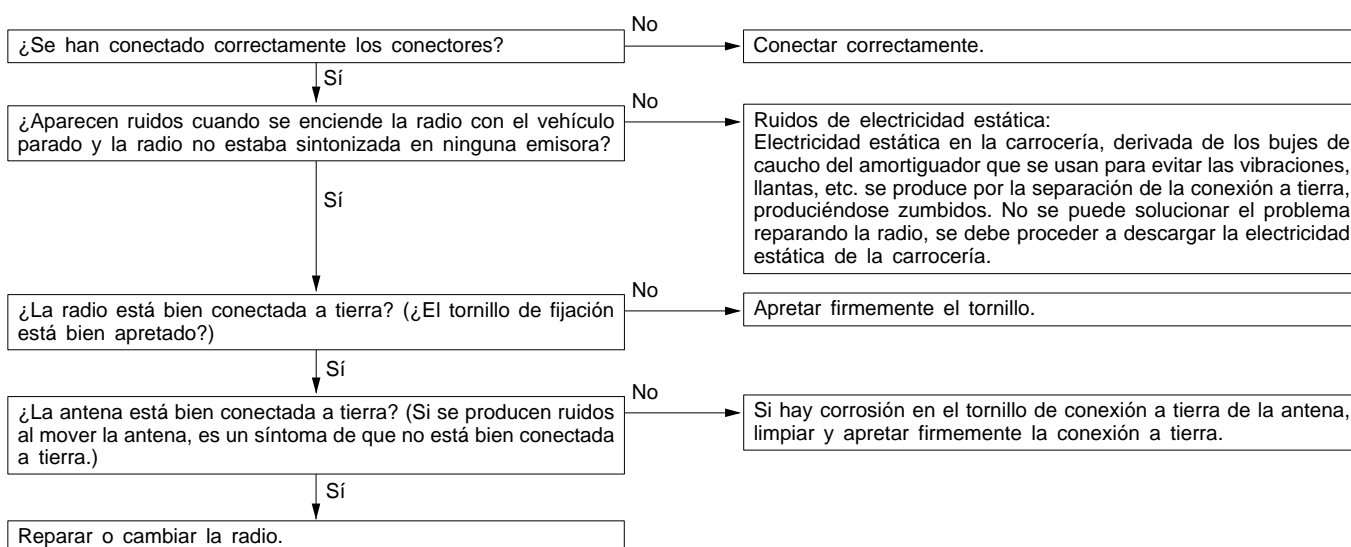 ¿Se han conectado correctamente los conectores?
No
Conectar correctamente.
Sí
¿Aparecen ruidos cuando se enciende la radio con el vehículo
parado y la radio no estaba sintonizada en ninguna emisora?
No
Ruidos de electricidad estática:
Electricidad estática en la carrocería, derivada de los bujes de
caucho del amortiguador que se usan para evitar las vibraciones,
llantas, etc. se produce por la separación de la conexión a tierra,
produciéndose zumbidos. No se puede solucionar el problema
reparando la radio, se debe proceder a descargar la electricidad
estática de la carrocería.
Sí
¿La radio está bien conectada a tierra? (¿El tornillo de fijación
está bien apretado?)
No
Apretar firmemente el tornillo.
Sí
¿La antena está bien conectada a tierra? (Si se producen ruidos
al mover la antena, es un síntoma de que no está bien conectada
a tierra.)
No
Si hay corrosión en el tornillo de conexión a tierra de la antena,
limpiar y apretar firmemente la conexión a tierra.
Sí
Reparar o cambiar la radio.